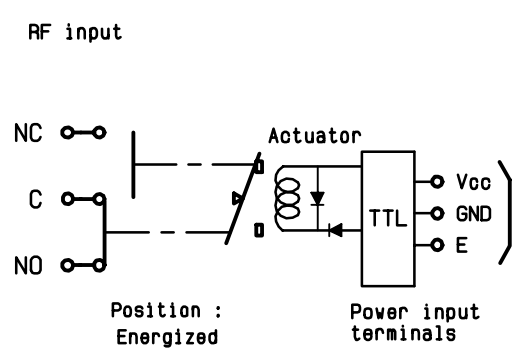 RF input
NC
Actuator
Vcc
C
TTL
GND
E
NO
Position :
Energized
Power input
terminals